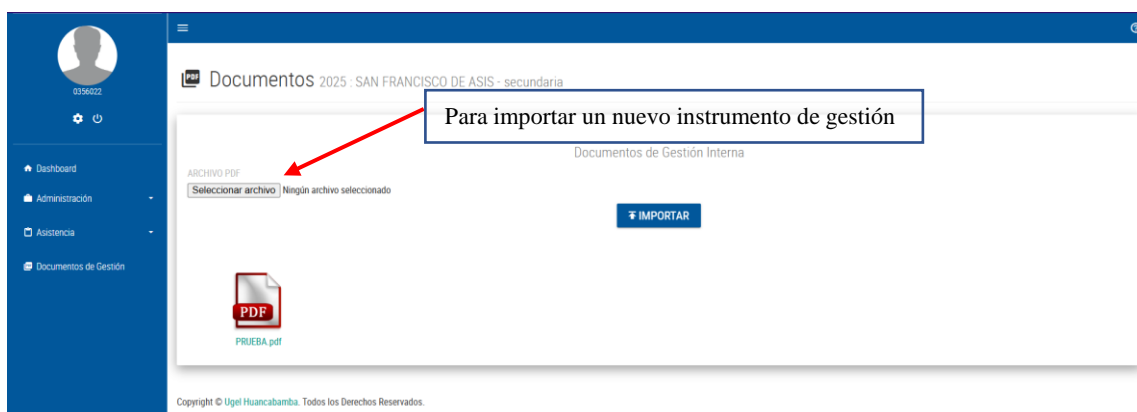 0356022
Dashboard
Administración
Asistencia
Documentos de Gestión
PDF Documentos 2025 : SAN FRANCISCO DE ASIS - secundaria
Para importar un nuevo instrumento de gestión
Documentos de Gestión Interna
ARCHIVO PDF
Seleccionar archivo Ningún archivo seleccionado
IMPORTAR
PDF
PRUEBA.pdf
Copyright © Ugel Huancabamba. Todos los Derechos Reservados.